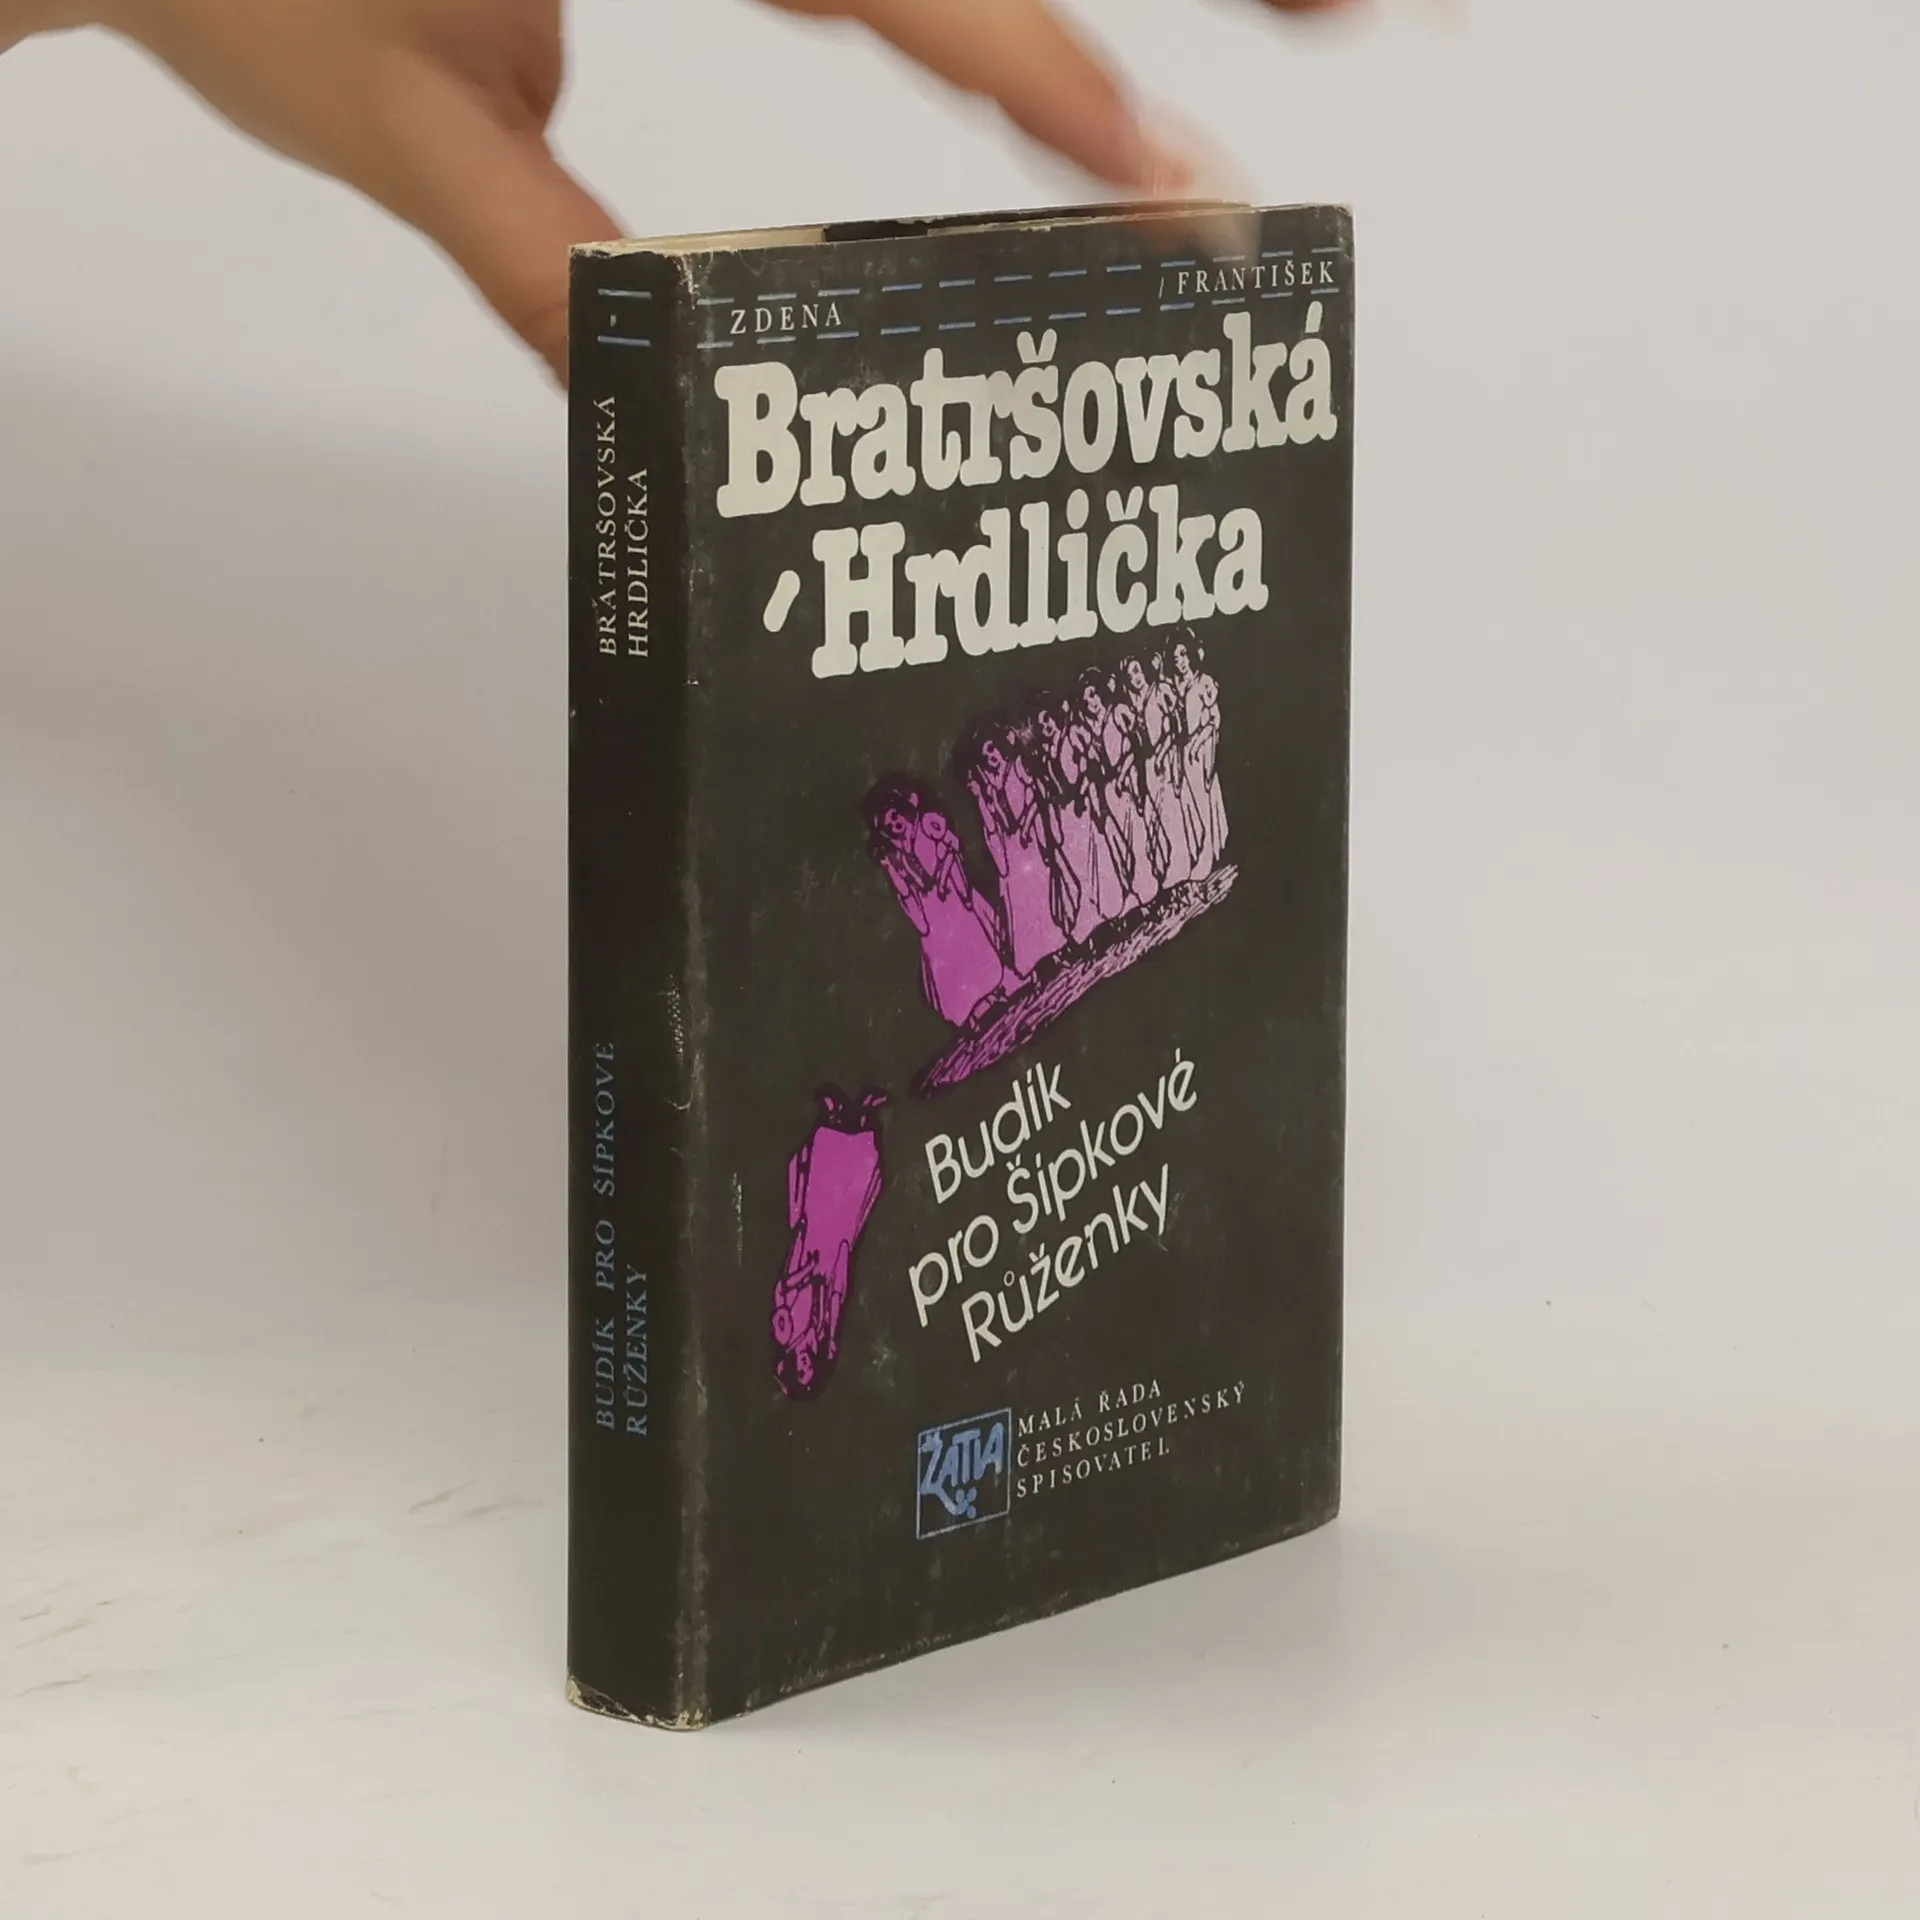 ZDENA
/ FRANTIŠEK
Bratršovská
/ Hrdlička
Budík
pro Šípkové
Růženky
ŽATVA
MALÁ ŘADA
ČESKOSLOVENSKÝ
SPISOVATEL
BRATRŠOVSKÁ
HRDLIČKA
BUDÍK PRO ŠÍPKOVÉ
RŮŽENKY